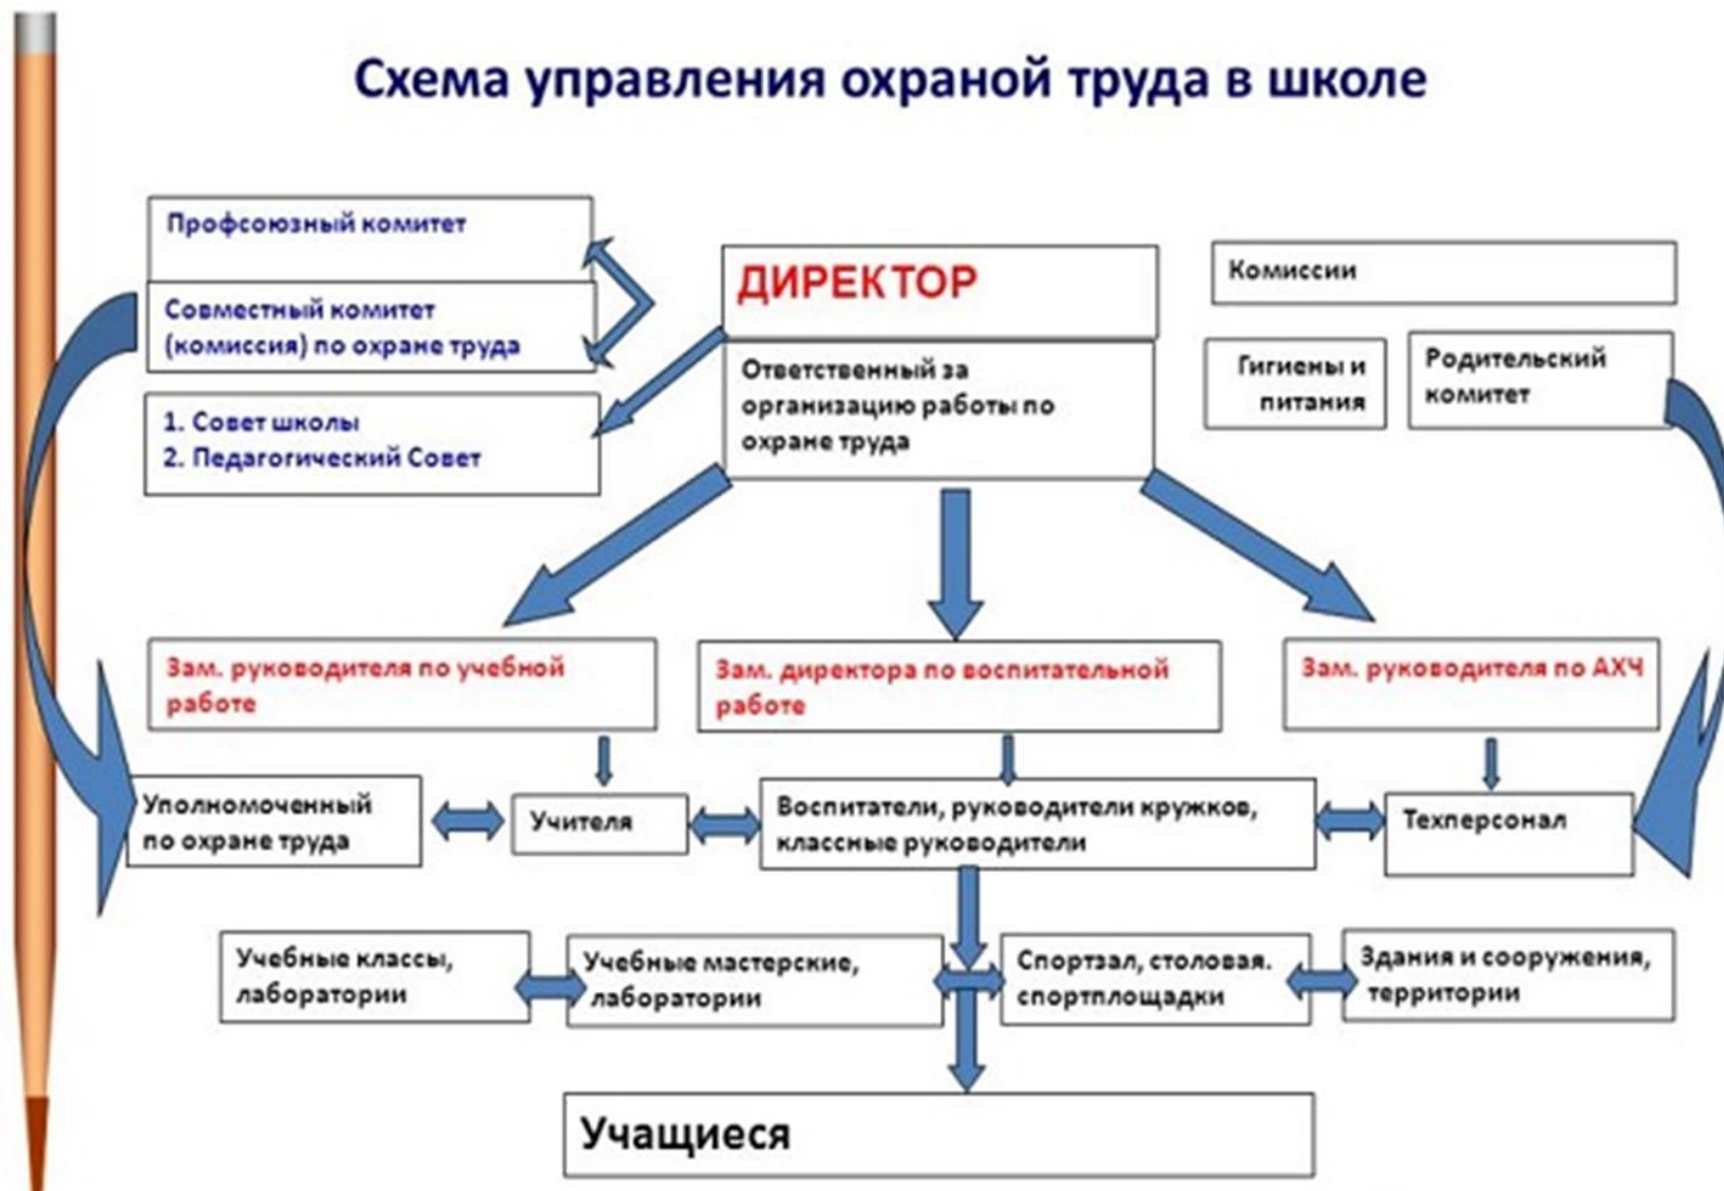 Схема управления охраной труда в школе
Профсоюзный комитет
Совместный комитет
(комиссия) по охране труда
1. Совет школы
2. Педагогический Совет
ДИРЕКТОР
Ответственный за
организацию работы по
охране труда
Комиссии
Гигиены и
питания
Родительский
комитет
Зам. руководителя по учебной
работе
Зам. директора по воспитательной
работе
Зам. руководителя по АХЧ
Уполномоченный
по охране труда
Учителя
Воспитатели, руководители кружков,
классные руководители
Техперсонал
Учебные классы,
лаборатории
Учебные мастерские,
лаборатории
Спортзал, столовая.
спортплощадки
Здания и сооружения,
территории
Учащиеся